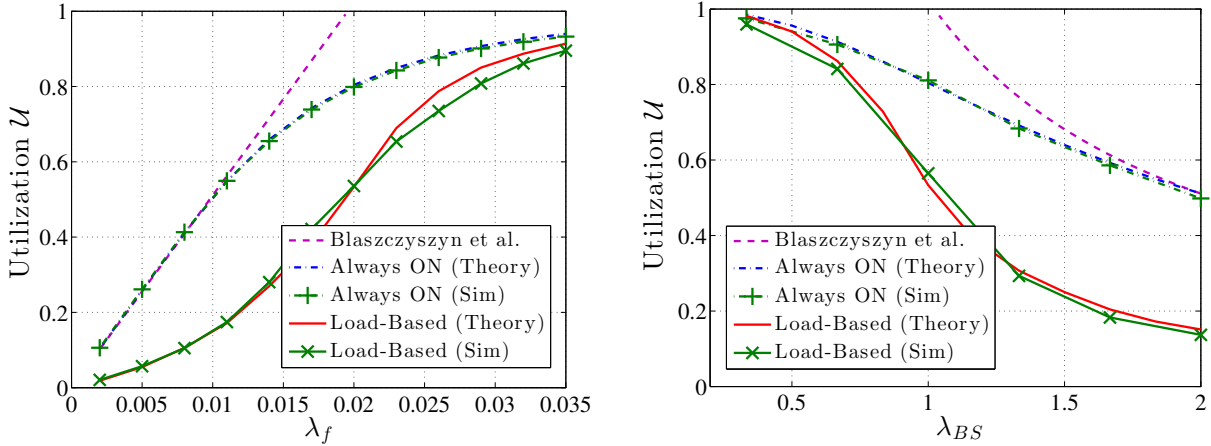 Utilization U
1
0.8
0.6
0.4
0.2
0
0 0.005 0.01 0.015 0.02 0.025 0.03 0.035
λf
Blaszczyszyn et al.
Always ON (Theory)
Always ON (Sim)
Load-Based (Theory)
Load-Based (Sim)
Utilization U
1
0.8
0.6
0.4
0.2
0
0.5 1 1.5 2
λBS
Blaszczyszyn et al.
Always ON (Theory)
Always ON (Sim)
Load-Based (Theory)
Load-Based (Sim)